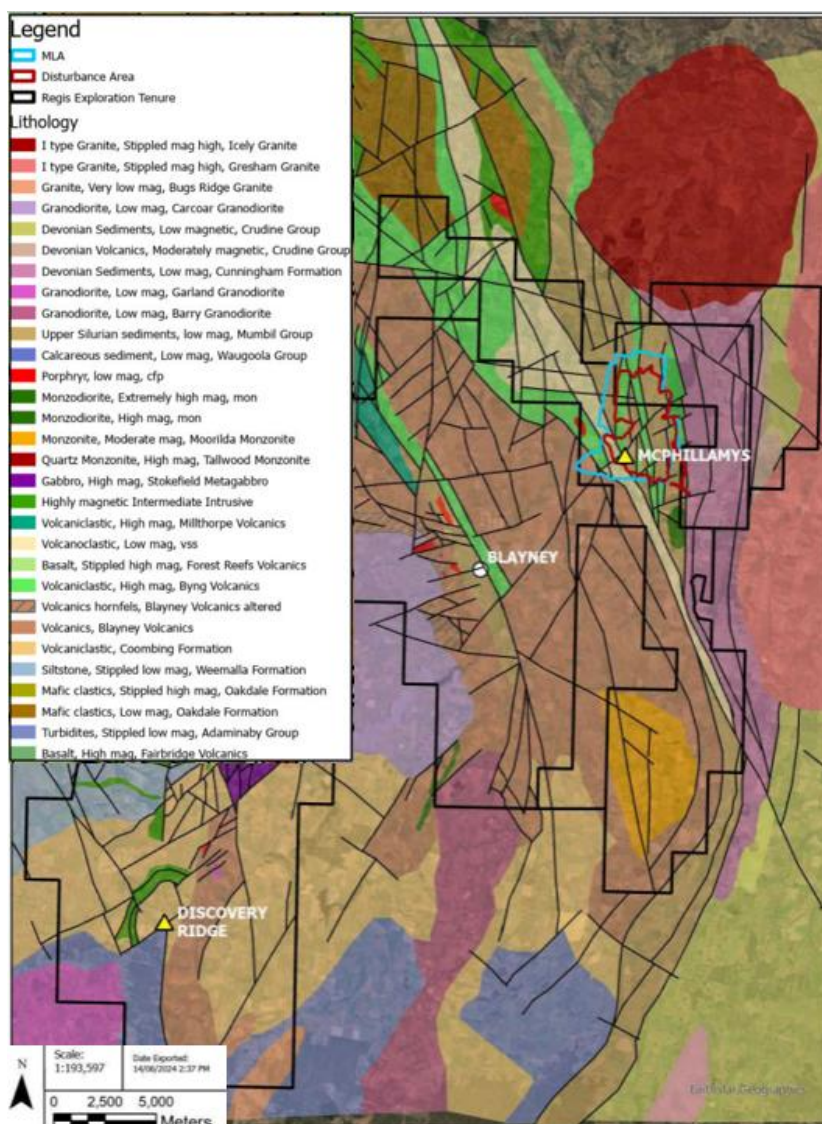 Legend
MLA
Disturbance Area
Regis Exploration Tenure
Lithology
I type Granite, Stippled mag high, Icely Granite
I type Granite, Stippled mag high, Gresham Granite
Granite, Very low mag, Bugs Ridge Granite
Granodiorite, Low mag, Carcoar Granodiorite
Devonian Sediments, Low magnetic, Crudine Group
Devonian Volcanics, Moderately magnetic, Crudine Group
Devonian Sediments, Low mag, Cunningham Formation
Granodiorite, Low mag, Garland Granodiorite
Granodiorite, Low mag, Barry Granodiorite
Upper Silurian sediments, low mag, Mumbil Group
Calcareous sediment, Low mag, Waugoola Group
Porphryr, low mag, cfp
Monzodiorite, Extremely high mag, mon
Monzodiorite, High mag, mon
Monzonite, Moderate mag, Moorilda Monzonite
Quartz Monzonite, High mag, Tallwood Monzonite
Gabbro, High mag, Stokefield Metagabbro
Highly magnetic Intermediate Intrusive
Volcaniclastic, High mag, Millthorpe Volcanics
Volcanoclastic, Low mag, vss
Basalt, Stippled high mag, Forest Reefs Volcanics
Volcaniclastic, High mag, Byng Volcanics
Volcanics hornfels, Blayney Volcanics altered
Volcanics, Blayney Volcanics
Volcaniclastic, Coombing Formation
Siltstone, Stippled low mag, Weemalla Formation
Mafic clastics, Stippled high mag, Oakdale Formation
Mafic clastics, Low mag, Oakdale Formation
Turbidites, Stippled low mag, Adaminaby Group
Basalt, High mag, Fairbridge Volcanics
MCPHILLAMYS
BLAYNEY
DISCOVERY
RIDGE
N
Scale:
1:193,597
Date Exported:
14/06/2024 2:37 PM
0 2,500 5,000
Meters
Earthstar Geographics